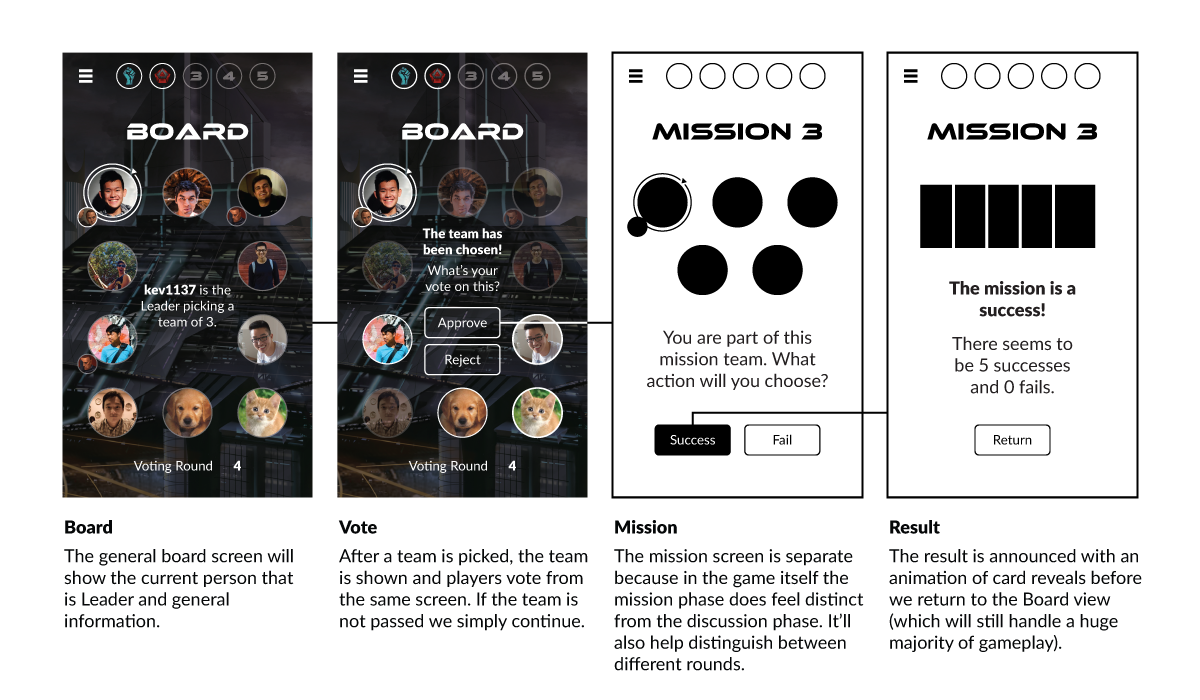 3 4 5
BOARD
kev1137 is the
Leader picking a
team of 3.
Voting Round 4
3 4 5
BOARD
The team has
been chosen!
What's your
vote on this?
Approve
Reject
Voting Round 4
MISSION 3
You are part of this
mission team. What
action will you choose?
Success Fail
MISSION 3
The mission is a
success!
There seems to
be 5 successes
and 0 fails.
Return
Board
The general board screen will
show the current person that
is Leader and general
information.
Vote
After a team is picked, the team
is shown and players vote from
the same screen. If the team is
not passed we simply continue.
Mission
The mission screen is separate
because in the game itself the
mission phase does feel distinct
from the discussion phase. It'll
also help distinguish between
different rounds.
Result
The result is announced with an
animation of card reveals before
we return to the Board view
(which will still handle a huge
majority of gameplay).